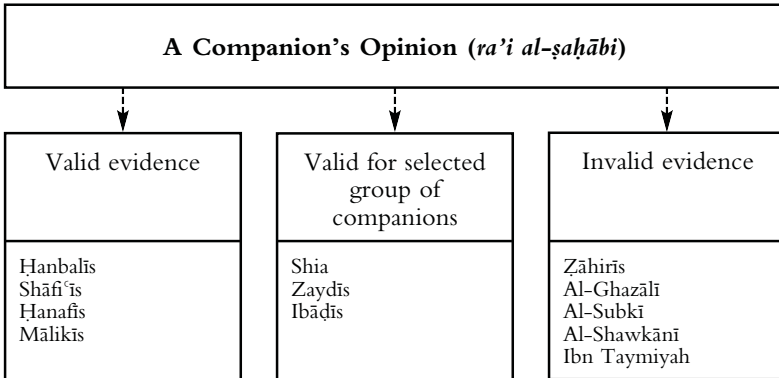 A Companion’s Opinion (ra’i al-ṣaḥābi)
Valid evidence
Ḥanbalīs
Shāfiʿīs
Ḥanafīs
Mālikīs
Valid for selected
group of
companions
Shia
Zaydīs
Ibāḍīs
Invalid evidence
Ẓāhirīs
Al-Ghazālī
Al-Subkī
Al-Shawkānī
Ibn Taymiyah